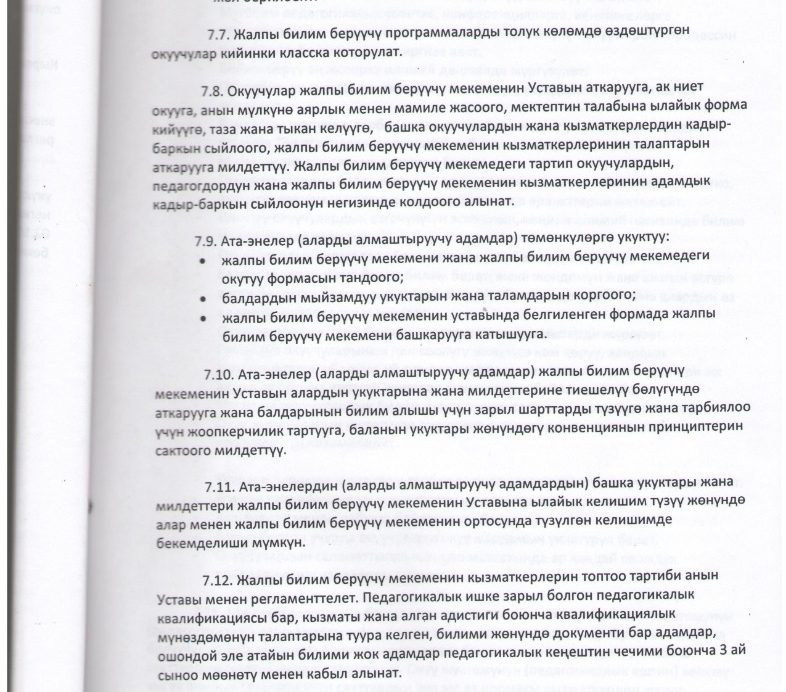 7.7. Жалпы билим берүүчү программаларды толук көлөмдө өздөштүргөн
окуучулар кийинки класска которулат.
7.8. Окуучулар жалпы билим берүүчү мекеменин Уставын аткарууга, ак ниет
окууга, анын мүлкүнө аярлык менен мамиле жасоого, мектептин талабына ылайык форма
кийүүгө, таза жана тыкан келүүгө, башка окуучулардын жана кызматкерлердин кадыр-
баркын сыйлоого, жалпы билим берүүчү мекеменин кызматкерлеринин талаптарын
аткарууга милдеттүү. Жалпы билим берүүчү мекемедеги тартип окуучулардын,
педагогдордун жана жалпы билим берүүчү мекеменин кызматкерлеринин адамдык
кадыр-баркын сыйлоонун негизинде колдоого алынат.
7.9. Ата-энелер (аларды алмаштыруучу адамдар) төмөнкүлөргө укуктуу:
• жалпы билим берүүчү мекемени жана жалпы билим берүүчү мекемедеги
окутуу формасын тандоого;
• балдардын мыйзамдуу укуктарын жана таламдарын коргоого;
• жалпы билим берүүчү мекеменин уставында белгиленген формада жалпы
билим берүүчү мекемени башкарууга катышууга.
7.10. Ата-энелер (аларды алмаштыруучу адамдар) жалпы билим берүүчү
мекеменин Уставын алардын укуктарына жана милдеттерине тиешелүү бөлүгүндө
аткарууга жана балдарынын билим алышы үчүн зарыл шарттарды түзүүгө жана тарбиялоо
үчүн жоопкерчилик тартууга, баланын укуктары жөнүндөгү конвенциянын принциптерин
сактоого милдеттүү.
7.11. Ата-энелердин (аларды алмаштыруучу адамдардын) башка укуктары жана
милдеттери жалпы билим берүүчү мекеменин Уставына ылайык келишим түзүү жөнүндө
алар менен жалпы билим берүүчү мекеменин ортосунда түзүлгөн келишимде
бекемделиши мүмкүн.
7.12. Жалпы билим берүүчү мекеменин кызматкерлерин топтоо тартиби анын
Уставы менен регламенттелет. Педагогикалык ишке зарыл болгон педагогикалык
квалификациясы бар, кызматы жана алган адистиги боюнча квалификациялык
мүнөздөмөнүн талаптарына туура келген, билими жөнүндө документи бар адамдар,
ошондой эле атайын билими жок адамдар педагогикалык кеңештин чечими боюнча 3 ай
сыноо мөөнөтү менен кабыл алынат.